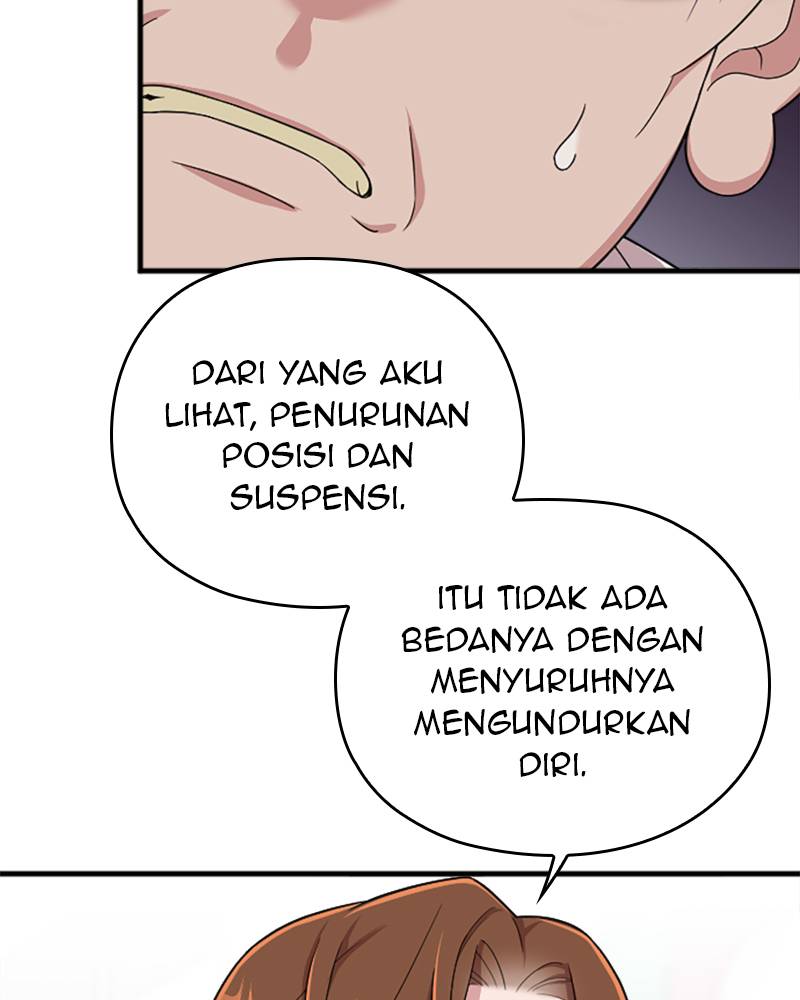 DARI YANG AKU
LIHAT, PENURUNAN
POSISI DAN
SUSPENSI.
ITU TIDAK ADA
BEDANYA DENGAN
MENYURUHNYA
MENGUNDURKAN
DIRI.